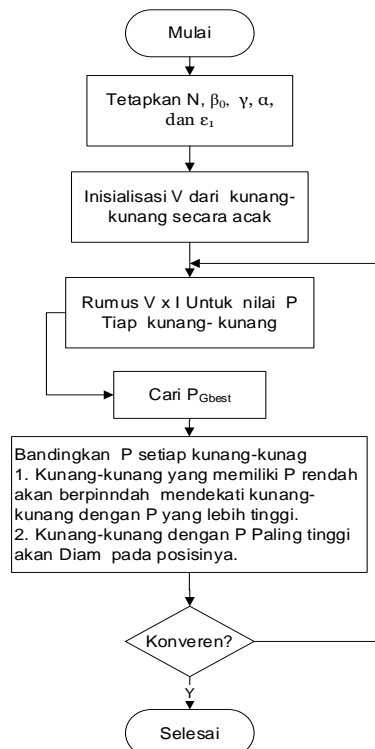 Mulai
Tetapkan N, β₀, γ, α,
dan ε₁
Inisialisasi V dari kunang-
kunang secara acak
Rumus V x I Untuk nilai P
Tiap kunang- kunang
Cari P_Gbest
Bandingkan P setiap kunang-kunag
1. Kunang-kunang yang memiliki P rendah
akan berpinndah mendekati kunang-
kunang dengan P yang lebih tinggi.
2. Kunang-kunang dengan P Paling tinggi
akan Diam pada posisinya.
Konveren?
Y
Selesai